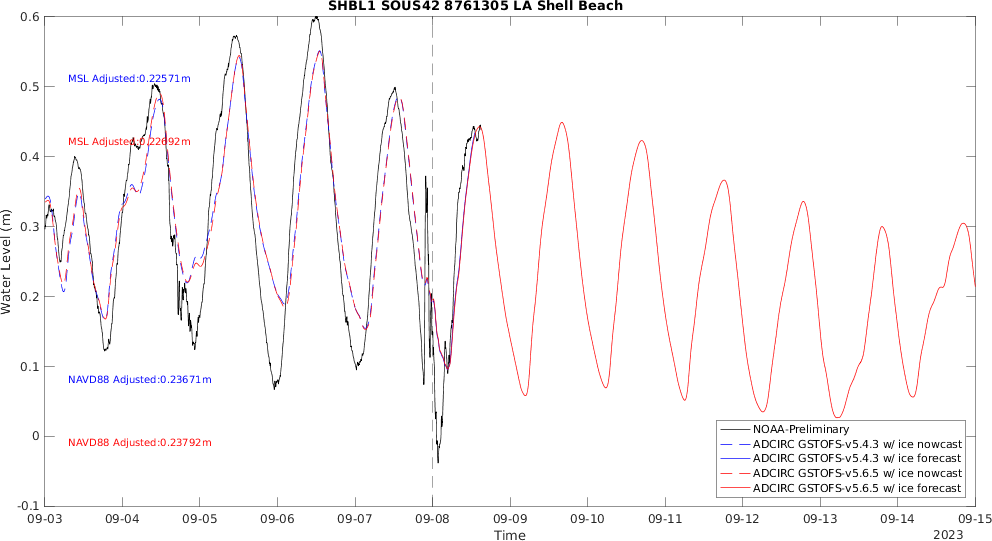 SHBL1 SOUS42 8761305 LA Shell Beach
0.6
0.5
0.4
0.3
0.2
0.1
0
-0.1
Water Level (m)
MSL Adjusted:0.22571m
MSL Adjusted:0.22692m
NAVD88 Adjusted:0.23671m
NAVD88 Adjusted:0.23792m
NOAA-Preliminary
ADCIRC GSTOFS-v5.4.3 w/ ice nowcast
ADCIRC GSTOFS-v5.4.3 w/ ice forecast
ADCIRC GSTOFS-v5.6.5 w/ ice nowcast
ADCIRC GSTOFS-v5.6.5 w/ ice forecast
09-03 09-04 09-05 09-06 09-07 09-08 09-09 09-10 09-11 09-12 09-13 09-14 09-15
Time
2023